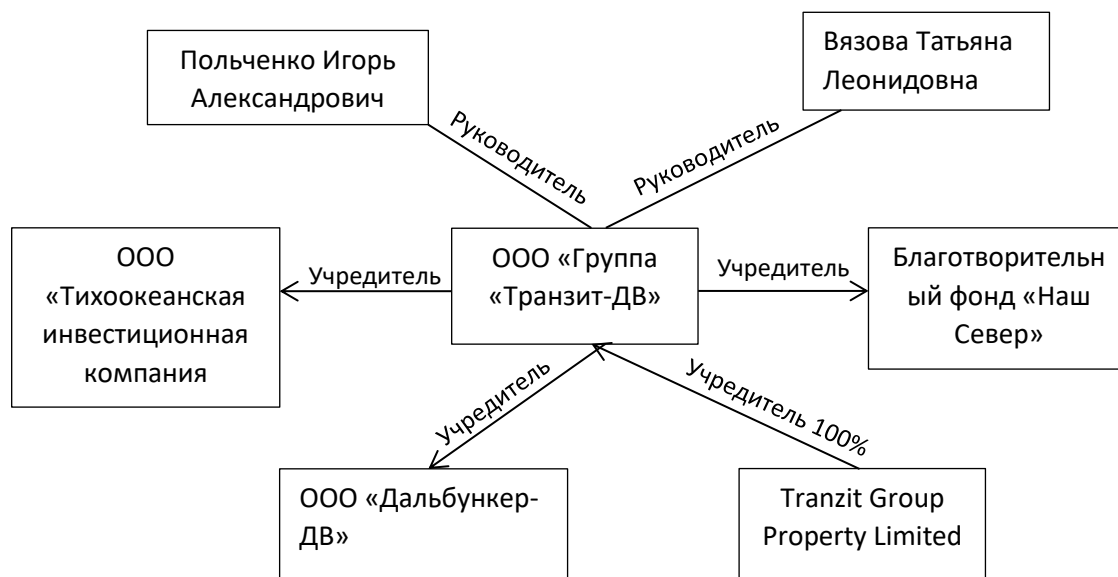 Польченко Игорь
Александрович
Вязова Татьяна
Леонидовна
Руководитель
Руководитель
ООО
«Тихоокеанская
инвестиционная
компания
Учредитель
ООО «Группа
«Транзит-ДВ»
Учредитель
Благотворительн
ый фонд «Наш
Север»
Учредитель
Учредитель 100%
ООО «Дальбункер-
ДВ»
Tranzit Group
Property Limited